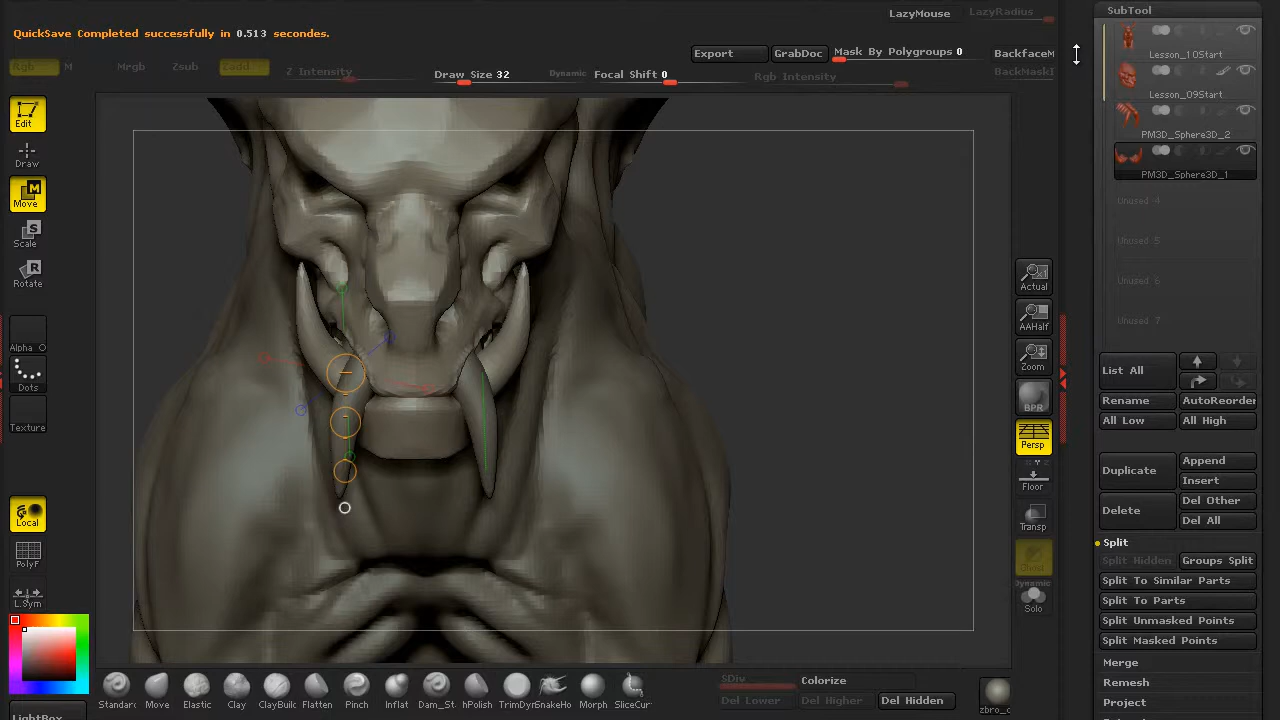 SubTool
LazyMouse
LazyRadius
QuickSave Completed successfully in 0.513 secondes.
Export
GrabDoc
Mask By Polygroups 0
BackfaceM
BackMaskI
Rgb
M
Mrgb
Zsub
Zadd
Z Intensity
Draw Size 32
Dynamic
Focal Shift 0
Rgb Intensity
Lesson_10Start
Lesson_09Start
PM3D_Sphere3D_2
PM3D_Sphere3D_1
Unused 4
Unused 5
Unused 6
Unused 7
Edit
Draw
Move
Scale
Rotate
Alpha O
Dots
Texture
Local
PolyF
L.Sym
Actual
AAHalf
Zoom
BPR
Persp
Floor
Transp
Dynamic
Solo
List All
Rename
AutoReorder
All Low
All High
Duplicate
Append
Insert
Delete
Del Other
Del All
Split
Split Hidden
Groups Split
Split To Similar Parts
Split To Parts
Split Unmasked Points
Split Masked Points
Merge
Remesh
Project
LightBox
Standard
Move
Elastic
Clay
ClayBuild
Flatten
Pinch
Inflat
Dam_St
hPolish
TrimDyn
SnakeHo
Morph
SliceCur
SDiv
Colorize
Del Lower
Del Higher
Del Hidden
zbro_c